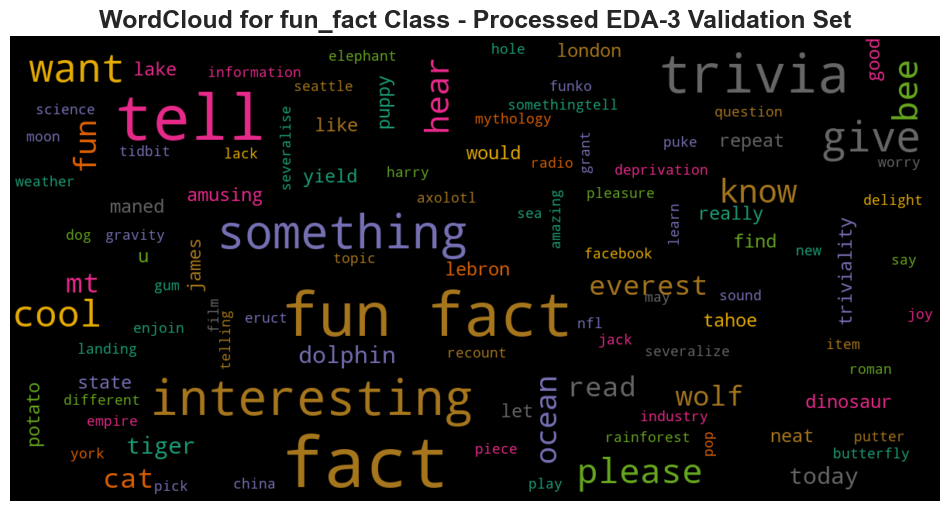 WordCloud for fun_fact Class - Processed EDA-3 Validation Set
want
lake
information
elephant
hole
london
trivia
good
bee
tell
seattle
puppy
hear
funko
somethingtell
mythology
question
science
moon
fun
tidbit
lack
severalise
like
would
radio
grant
puke
repeat
give
worry
weather
yield
harry
deprivation
maned
amusing
axolotl
pleasure
know
delight
sea
amazing
learn
really
dog
gravity
something
find
triviality
u
james
topic
facebook
new
say
mt
gum
lebron
everest
may
sound
cool
film
fun fact
joy
enjoin
telling
eruct
nfl
tahoe
landing
dolphin
recount
jack
severalize
item
state
interesting
read
roman
potato
different
ocean
let
wolf
dinosaur
empire
industry
tiger
fact
piece
rainforest
pop
neat
putter
york
butterfly
cat
pick
china
play
please
today